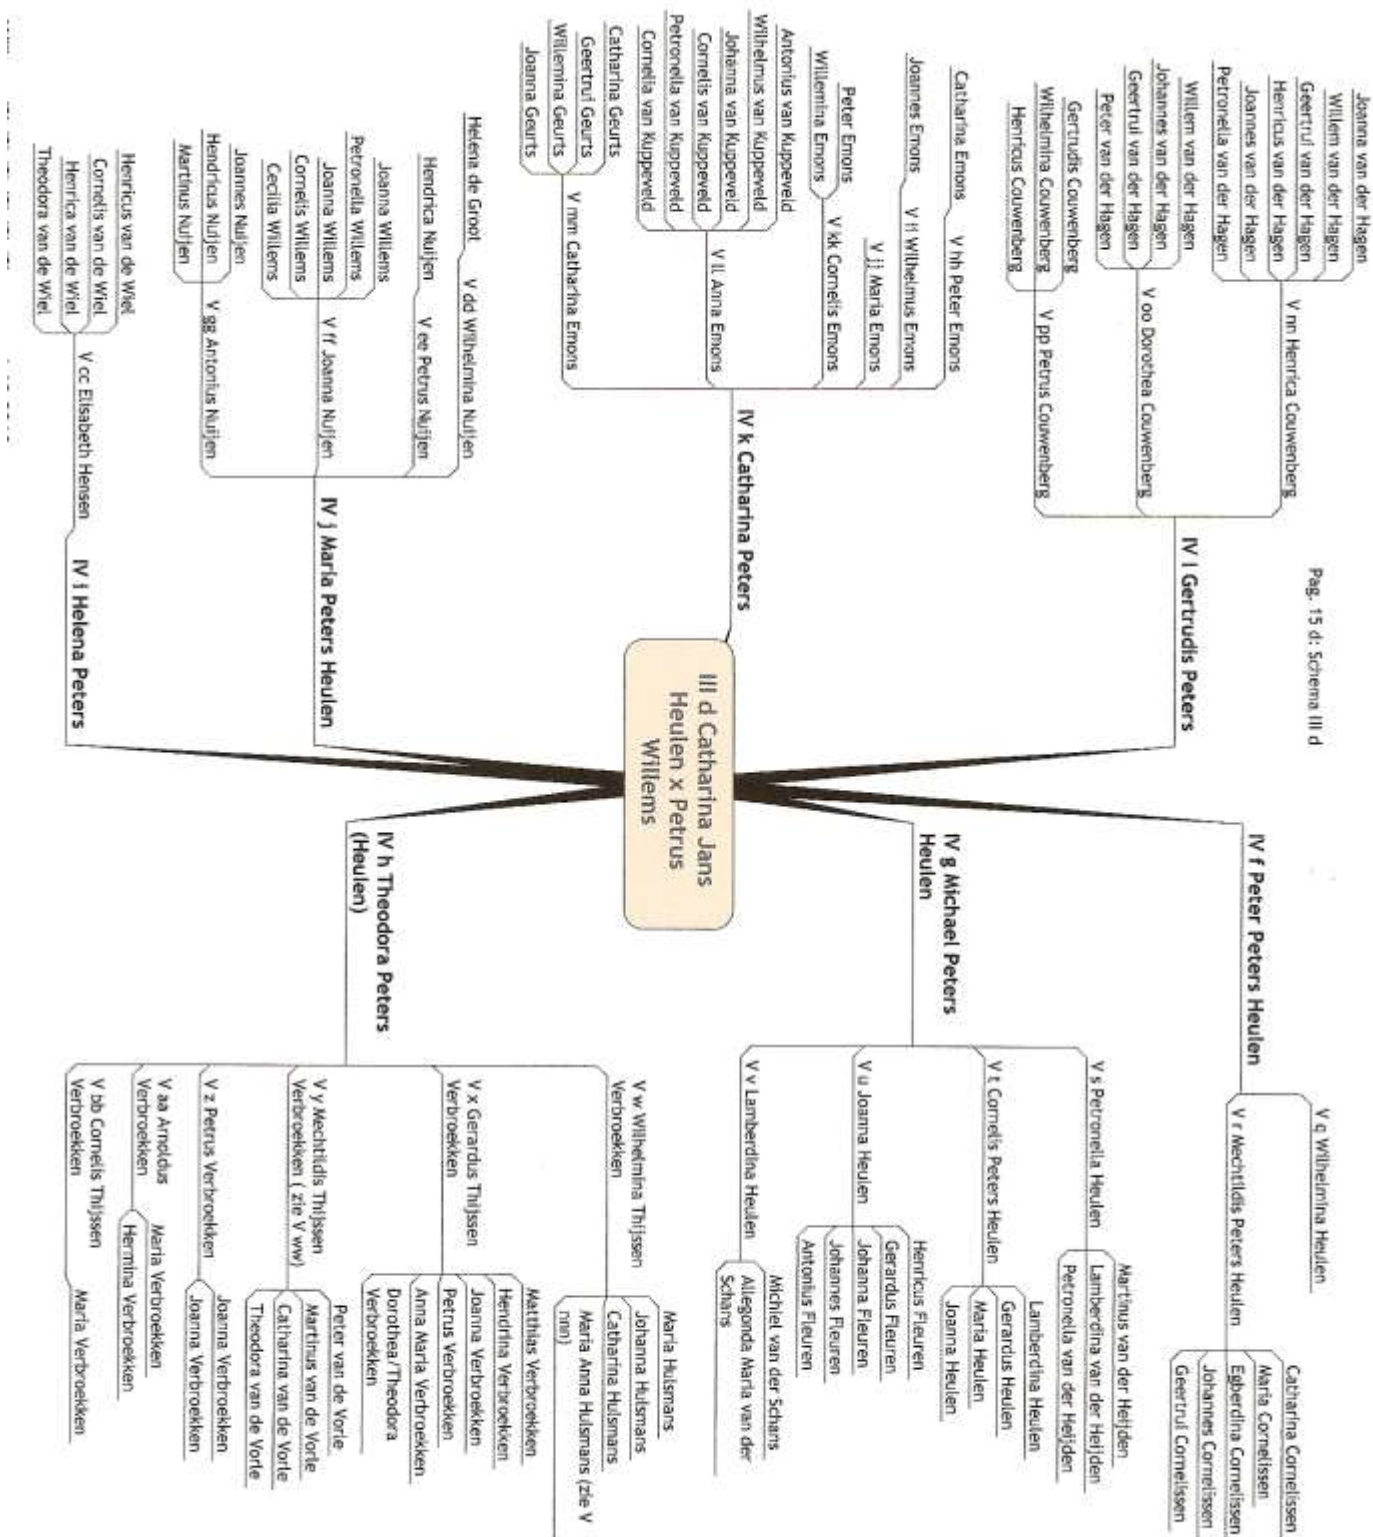 Pag. 15 d: Schema III d
III d Catharina Jans
Heulen x Petrus
Willems
IV f Peter Peters Heulen
V q Wilhelmina Heulen
V r Mechtildis Peters Heulen
Catharina Cornelissen
Maria Cornelissen
Egberdina Cornelissen
Johannes Cornelissen
Geertrui Cornelissen
IV g Michael Peters
Heulen
V s Petronella Heulen
Martinus van der Heijden
Lamberdina van der Heijden
Petronella van der Heijden
V t Cornelis Peters Heulen
Lamberdina Heulen
Gerardus Heulen
Maria Heulen
Joanna Heulen
V u Joanna Heulen
Henricus Fleuren
Gerardus Fleuren
Johanna Fleuren
Johannes Fleuren
Antonius Fleuren
V v Lamberdina Heulen
Michiel van der Schans
Allegonda Maria van der
Schans
IV h Theodora Peters
(Heulen)
V w Wilhelmina Thijssen
Verbroekken
Maria Huismans
Johanna Huismans
Catharina Huismans
Maria Anna Huismans (zie V
nnn)
V x Gerardus Thijssen
Verbroekken
Matthias Verbroekken
Hendrina Verbroekken
Joanna Verbroekken
Petrus Verbroekken
Anna Maria Verbroekken
Dorothea/Theodora
Verbroekken
V y Mechtildis Thijssen
Verbroekken ( zie V ww)
Peter van de Vorle
Martinus van de Vorle
Catharina van de Vorle
Theodora van de Vorle
V z Petrus Verbroekken
Joanna Verbroekken
Joanna Verbroekken
V aa Arnoldus
Verbroekken
Maria Verbroekken
Hermina Verbroekken
V bb Cornelis Thijssen
Verbroekken
Maria Verbroekken
IV l Gertrudis Peters
V nn Henrica Couwenberg
Joanna van der Hagen
Willem van der Hagen
Geertrui van der Hagen
Henricus van der Hagen
Joannes van der Hagen
Petronella van der Hagen
V oo Dorothea Couwenberg
Willem van der Hagen
Johannes van der Hagen
Geertrui van der Hagen
Peter van der Hagen
V pp Petrus Couwenberg
Gertrudis Couwenberg
Wilhelmina Couwenberg
Henricus Couwenberg
IV k Catharina Peters
V hh Peter Emons
Catharina Emons
V ii Wilhelmus Emons
Joannes Emons
V jj Maria Emons
V kk Cornelis Emons
Peter Emons
Willemina Emons
V ll Anna Emons
Antonius van Kuppeveld
Wilhelmus van Kuppeveld
Johanna van Kuppeveld
Cornelis van Kuppeveld
Petronella van Kuppeveld
Cornelia van Kuppeveld
V mm Catharina Emons
Catharina Geurts
Geertrui Geurts
Willemina Geurts
Joanna Geurts
IV j Maria Peters Heulen
V dd Wilhelmina Nuijen
Helena de Groot
V ee Petrus Nuijen
Hendrica Nuijen
V ff Joanna Nuijen
Joanna Willems
Petronella Willems
Joanna Willems
Cornelis Willems
Cecilia Willems
V gg Antonius Nuijen
Joannes Nuijen
Hendricus Nuijen
Martinus Nuijen
IV i Helena Peters
V cc Elisabeth Hensen
Henricus van de Wiel
Cornelis van de Wiel
Henrica van de Wiel
Theodora van de Wiel